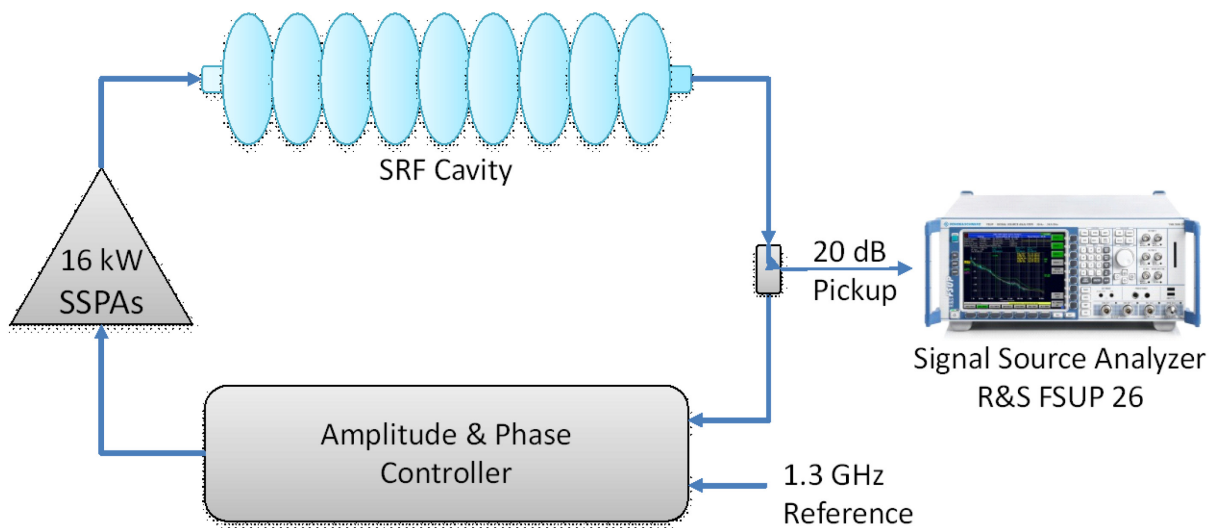 SRF Cavity
16 kW
SSPAs
20 dB
Pickup
Signal Source Analyzer
R&S FSUP 26
Amplitude & Phase
Controller
1.3 GHz
Reference